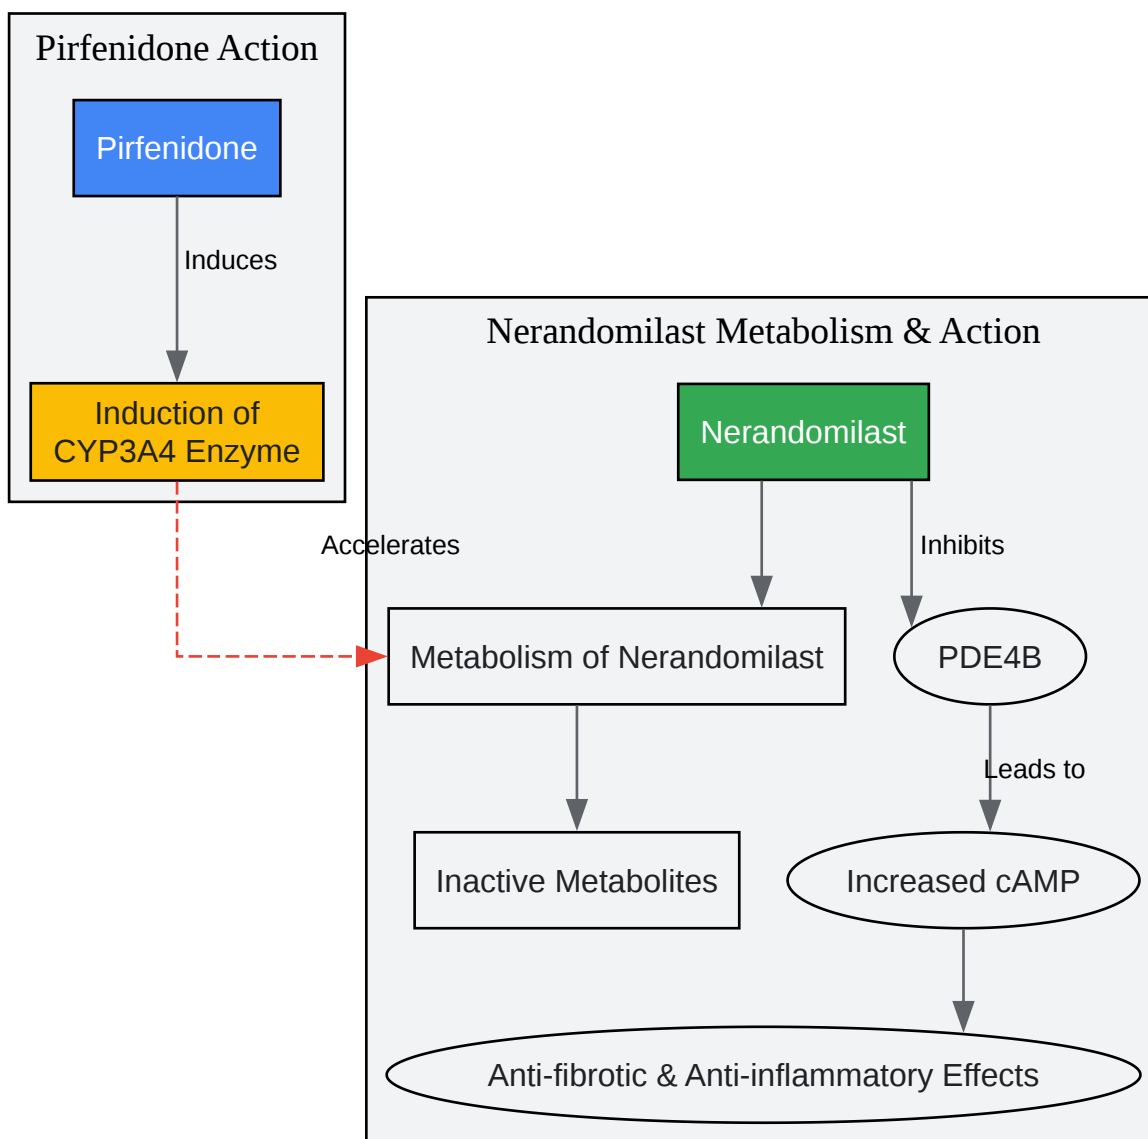 Pirfenidone Action
Pirfenidone
Induces
Induction of
CYP3A4 Enzyme
Accelerates
Nerandomilast Metabolism & Action
Nerandomilast
Inhibits
Metabolism of Nerandomilast
PDE4B
Leads to
Inactive Metabolites
Increased cAMP
Anti-fibrotic & Anti-inflammatory Effects